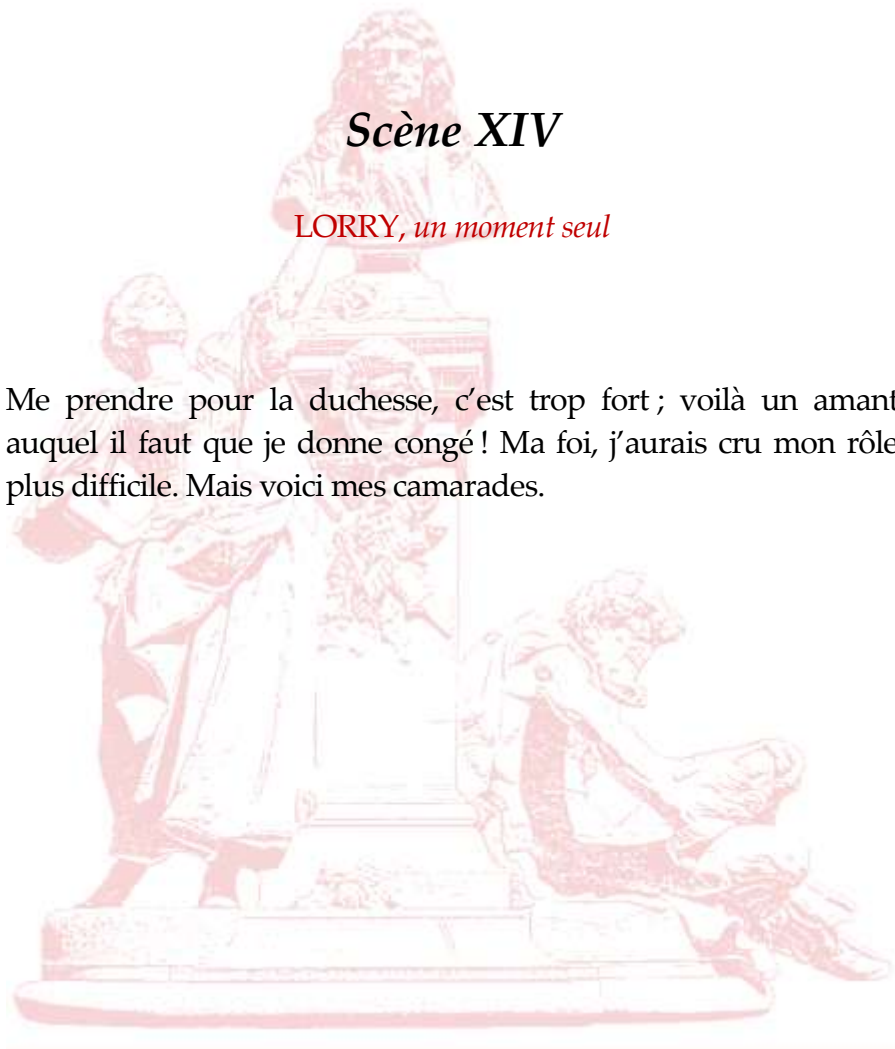 Scène XIV
LORRY, un moment seul
Me prendre pour la duchesse, c’est trop fort ; voilà un amant
auquel il faut que je donne congé ! Ma foi, j’aurais cru mon rôle
plus difficile. Mais voici mes camarades.